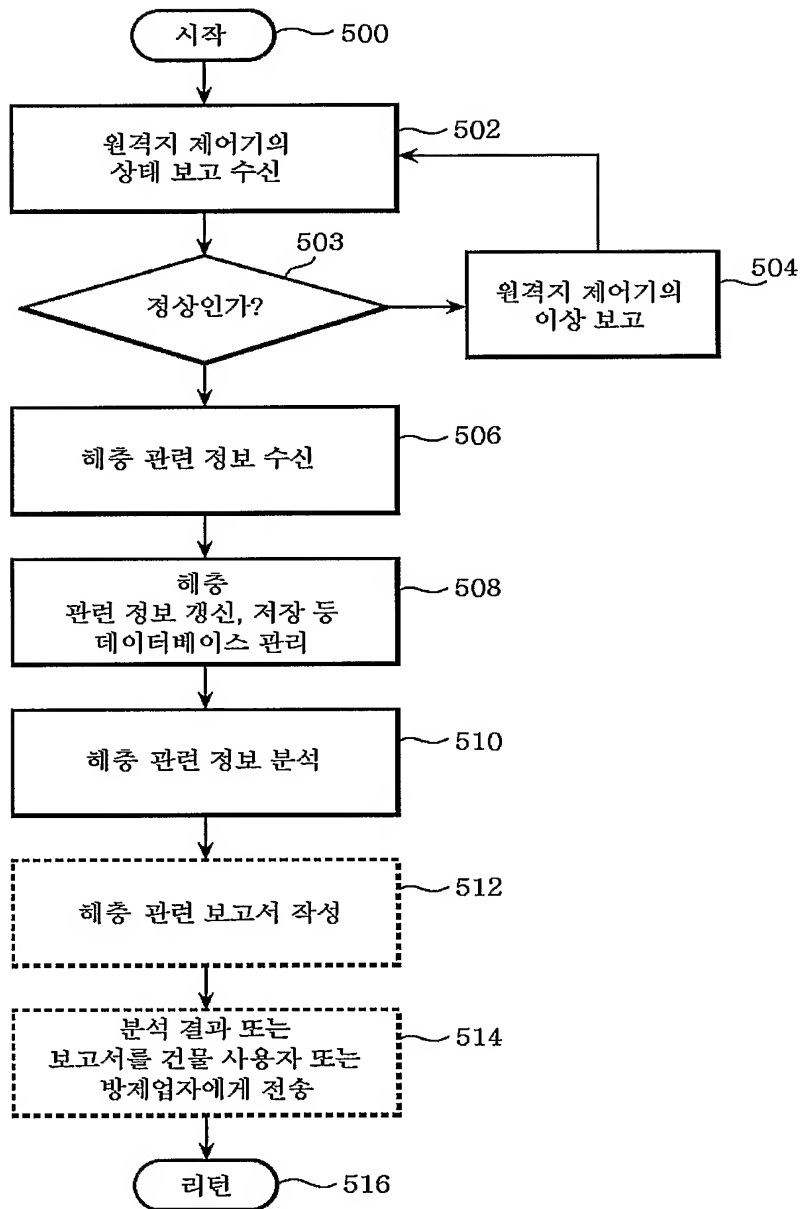 시작
500
원격지 제어기의
상태 보고 수신
502
503
정상인가?
원격지 제어기의
이상 보고
504
해충 관련 정보 수신
506
해충
관련 정보 갱신, 저장 등
데이터베이스 관리
508
해충 관련 정보 분석
510
해충 관련 보고서 작성
512
분석 결과 또는
보고서를 건물 사용자 또는
방제업자에게 전송
514
리턴
516